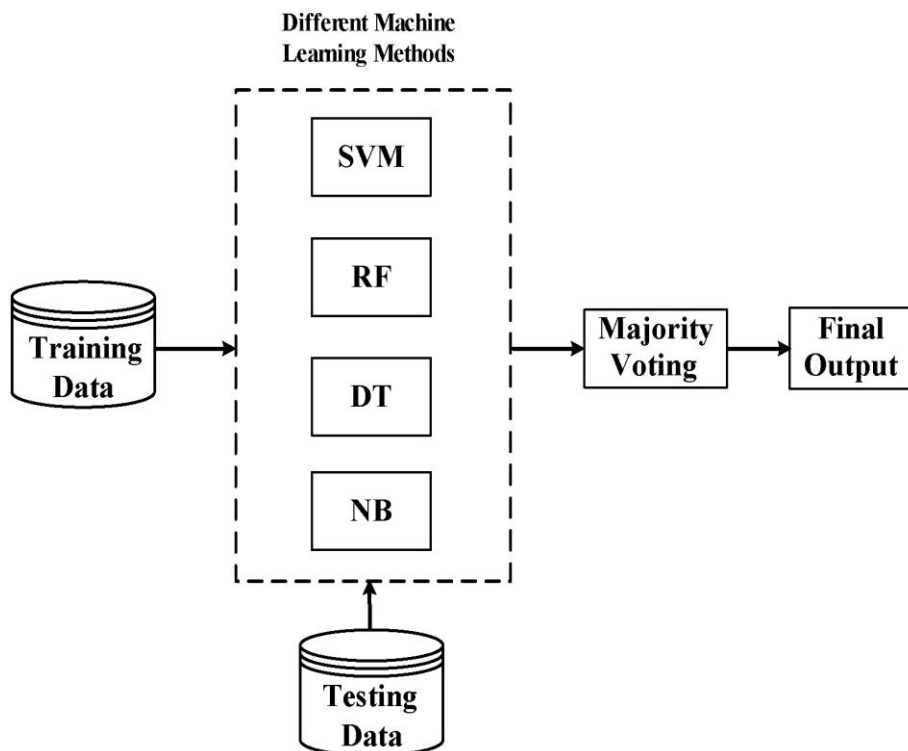 Different Machine
Learning Methods
SVM
RF
Training
Data
DT
NB
Majority
Voting
Final
Output
Testing
Data